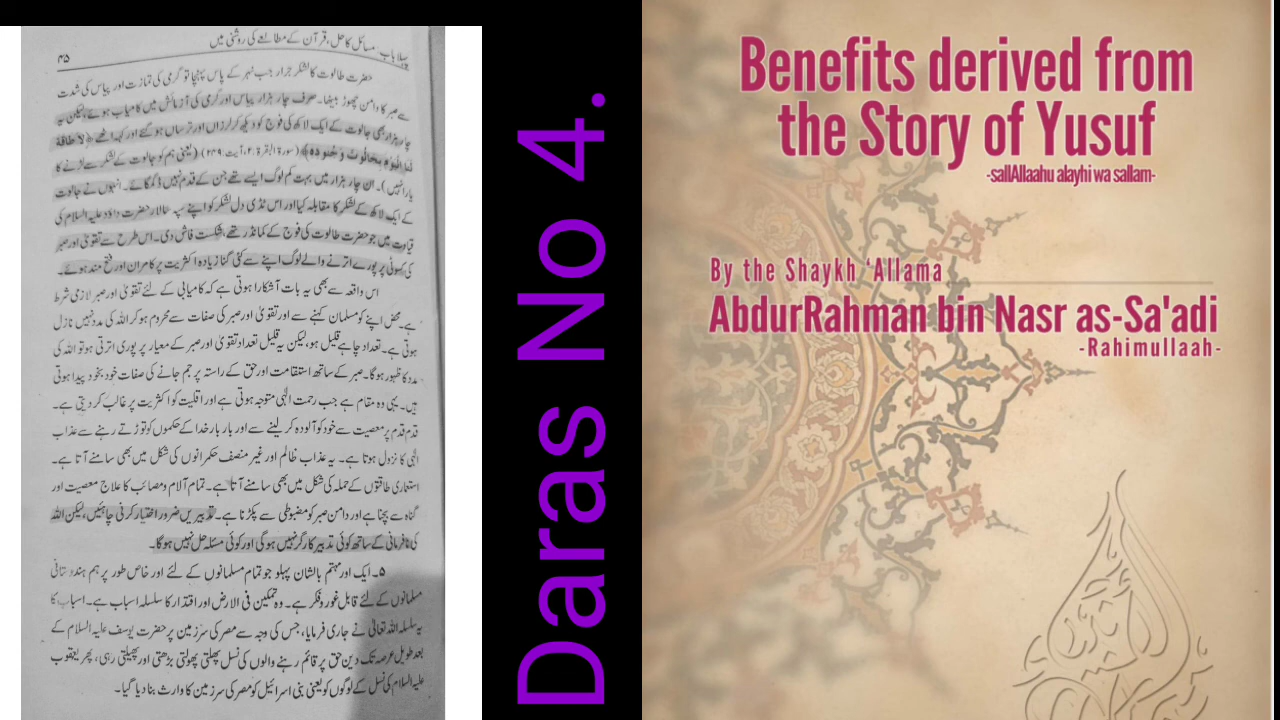 پہلا باب۔ مسائل کا حل، قرآن کے مطالعے کی روشنی میں
۴۵
حضرت طالوت کا لشکر جرار جب نہر کے پاس پہنچا تو گرمی کی تمازت اور پیاس کی شدت
سے صبر کا دامن چھوڑ بیٹھا۔ صرف چار ہزار پیاس اور گرمی کی آزمائش میں کامیاب ہوئے، لیکن یہ
چار ہزار بھی جالوت کے ایک لاکھ کی فوج کو دیکھ کر لرزاں اور ترساں ہو گئے اور کہہ اٹھے ﴿لَا طَاقَةَ
لَنَا الْيَوْمَ بِجَالُوتَ وَجُنُودِهِ﴾ (سورۃ البقرۃ:۲، آیت:۲۴۹) (یعنی ہم کو جالوت کے لشکر سے لڑنے کا
یارا نہیں)۔ ان چار ہزار میں بہت کم لوگ ایسے تھے جن کے قدم نہیں ڈگمگائے۔ انہوں نے جالوت
کے ایک لاکھ کے لشکر کا مقابلہ کیا اور اس ٹڈی دل لشکر کو اپنے سپہ سالار حضرت داؤد علیہ السلام کی
قیادت میں جو حضرت طالوت کی فوج کے کمانڈر تھے، شکست فاش دی۔ اس طرح سے تقویٰ اور صبر
کی کسوٹی پر پورے اترنے والے لوگ اپنے سے کئی گنا زیادہ اکثریت پر کامران اور فتح مند ہوئے۔
اس واقعہ سے بھی یہ بات آشکارا ہوتی ہے کہ کامیابی کے لئے تقویٰ اور صبر لازمی شرط
ہے۔ محض اپنے کو مسلمان کہنے سے اور تقویٰ اور صبر کی صفات سے محروم ہو کر اللہ کی مدد نہیں نازل
ہوتی ہے۔ تعداد چاہے قلیل ہو، لیکن یہ قلیل تعداد تقویٰ اور صبر کے معیار پر پوری اترتی ہو تو اللہ کی
مدد کا ظہور ہوگا۔ صبر کے ساتھ استقامت اور حق کے راستہ پر جم جانے کی صفات خود بخود پیدا ہوتی
ہیں۔ یہی وہ مقام ہے جب رحمت الٰہی متوجہ ہوتی ہے اور اقلیت کو اکثریت پر غالب کر دیتی ہے۔
قدم قدم پر معصیت سے خود کو آلودہ کر لینے سے اور بار بار خدا کے حکموں کو توڑتے رہنے سے عذاب
الٰہی کا نزول ہوتا ہے۔ یہ عذاب ظالم اور غیر منصف حکمرانوں کی شکل میں بھی سامنے آتا ہے۔
استعماری طاقتوں کے حملہ کی شکل میں بھی سامنے آتا ہے۔ تمام آلام و مصائب کا علاج معصیت اور
گناہ سے بچنا ہے اور دامن صبر کو مضبوطی سے پکڑنا ہے۔ تدبیریں ضرور اختیار کرنی چاہئیں، لیکن اللہ
کی نافرمانی کے ساتھ کوئی تدبیر کارگر نہیں ہوگی اور کوئی مسئلہ حل نہیں ہوگا۔
۵۔ ایک اور مہتم بالشان پہلو جو تمام مسلمانوں کے لئے اور خاص طور پر ہم ہندوستانی
مسلمانوں کے لئے قابل غور و فکر ہے۔ وہ تمکین فی الارض اور اقتدار کا سلسلہ اسباب ہے۔ اسباب کا
یہ سلسلہ اللہ تعالیٰ نے جاری فرمایا، جس کی وجہ سے مصر کی سرزمین پر حضرت یوسف علیہ السلام کے
بعد طویل عرصہ تک دین حق پر قائم رہنے والوں کی نسل پھلتی پھولتی بڑھتی اور پھیلتی رہی، پھر یعقوب
علیہ السلام کی نسل کے لوگوں کو یعنی بنی اسرائیل کو مصر کی سرزمین کا وارث بنا دیا گیا۔
Daras No 4.
Benefits derived from
the Story of Yusuf
-sallAllaahu alayhi wa sallam-
By the Shaykh ‘Allama
AbdurRahman bin Nasr as-Sa'adi
-Rahimullaah-